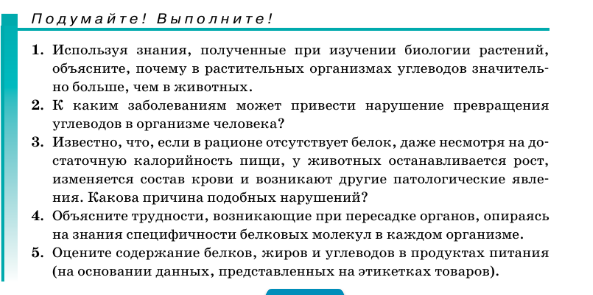 Подумайте! Выполните!
1. Используя знания, полученные при изучении биологии растений,
объясните, почему в растительных организмах углеводов значитель-
но больше, чем в животных.
2. К каким заболеваниям может привести нарушение превращения
углеводов в организме человека?
3. Известно, что, если в рационе отсутствует белок, даже несмотря на до-
статочную калорийность пищи, у животных останавливается рост,
изменяется состав крови и возникают другие патологические явле-
ния. Какова причина подобных нарушений?
4. Объясните трудности, возникающие при пересадке органов, опираясь
на знания специфичности белковых молекул в каждом организме.
5. Оцените содержание белков, жиров и углеводов в продуктах питания
(на основании данных, представленных на этикетках товаров).